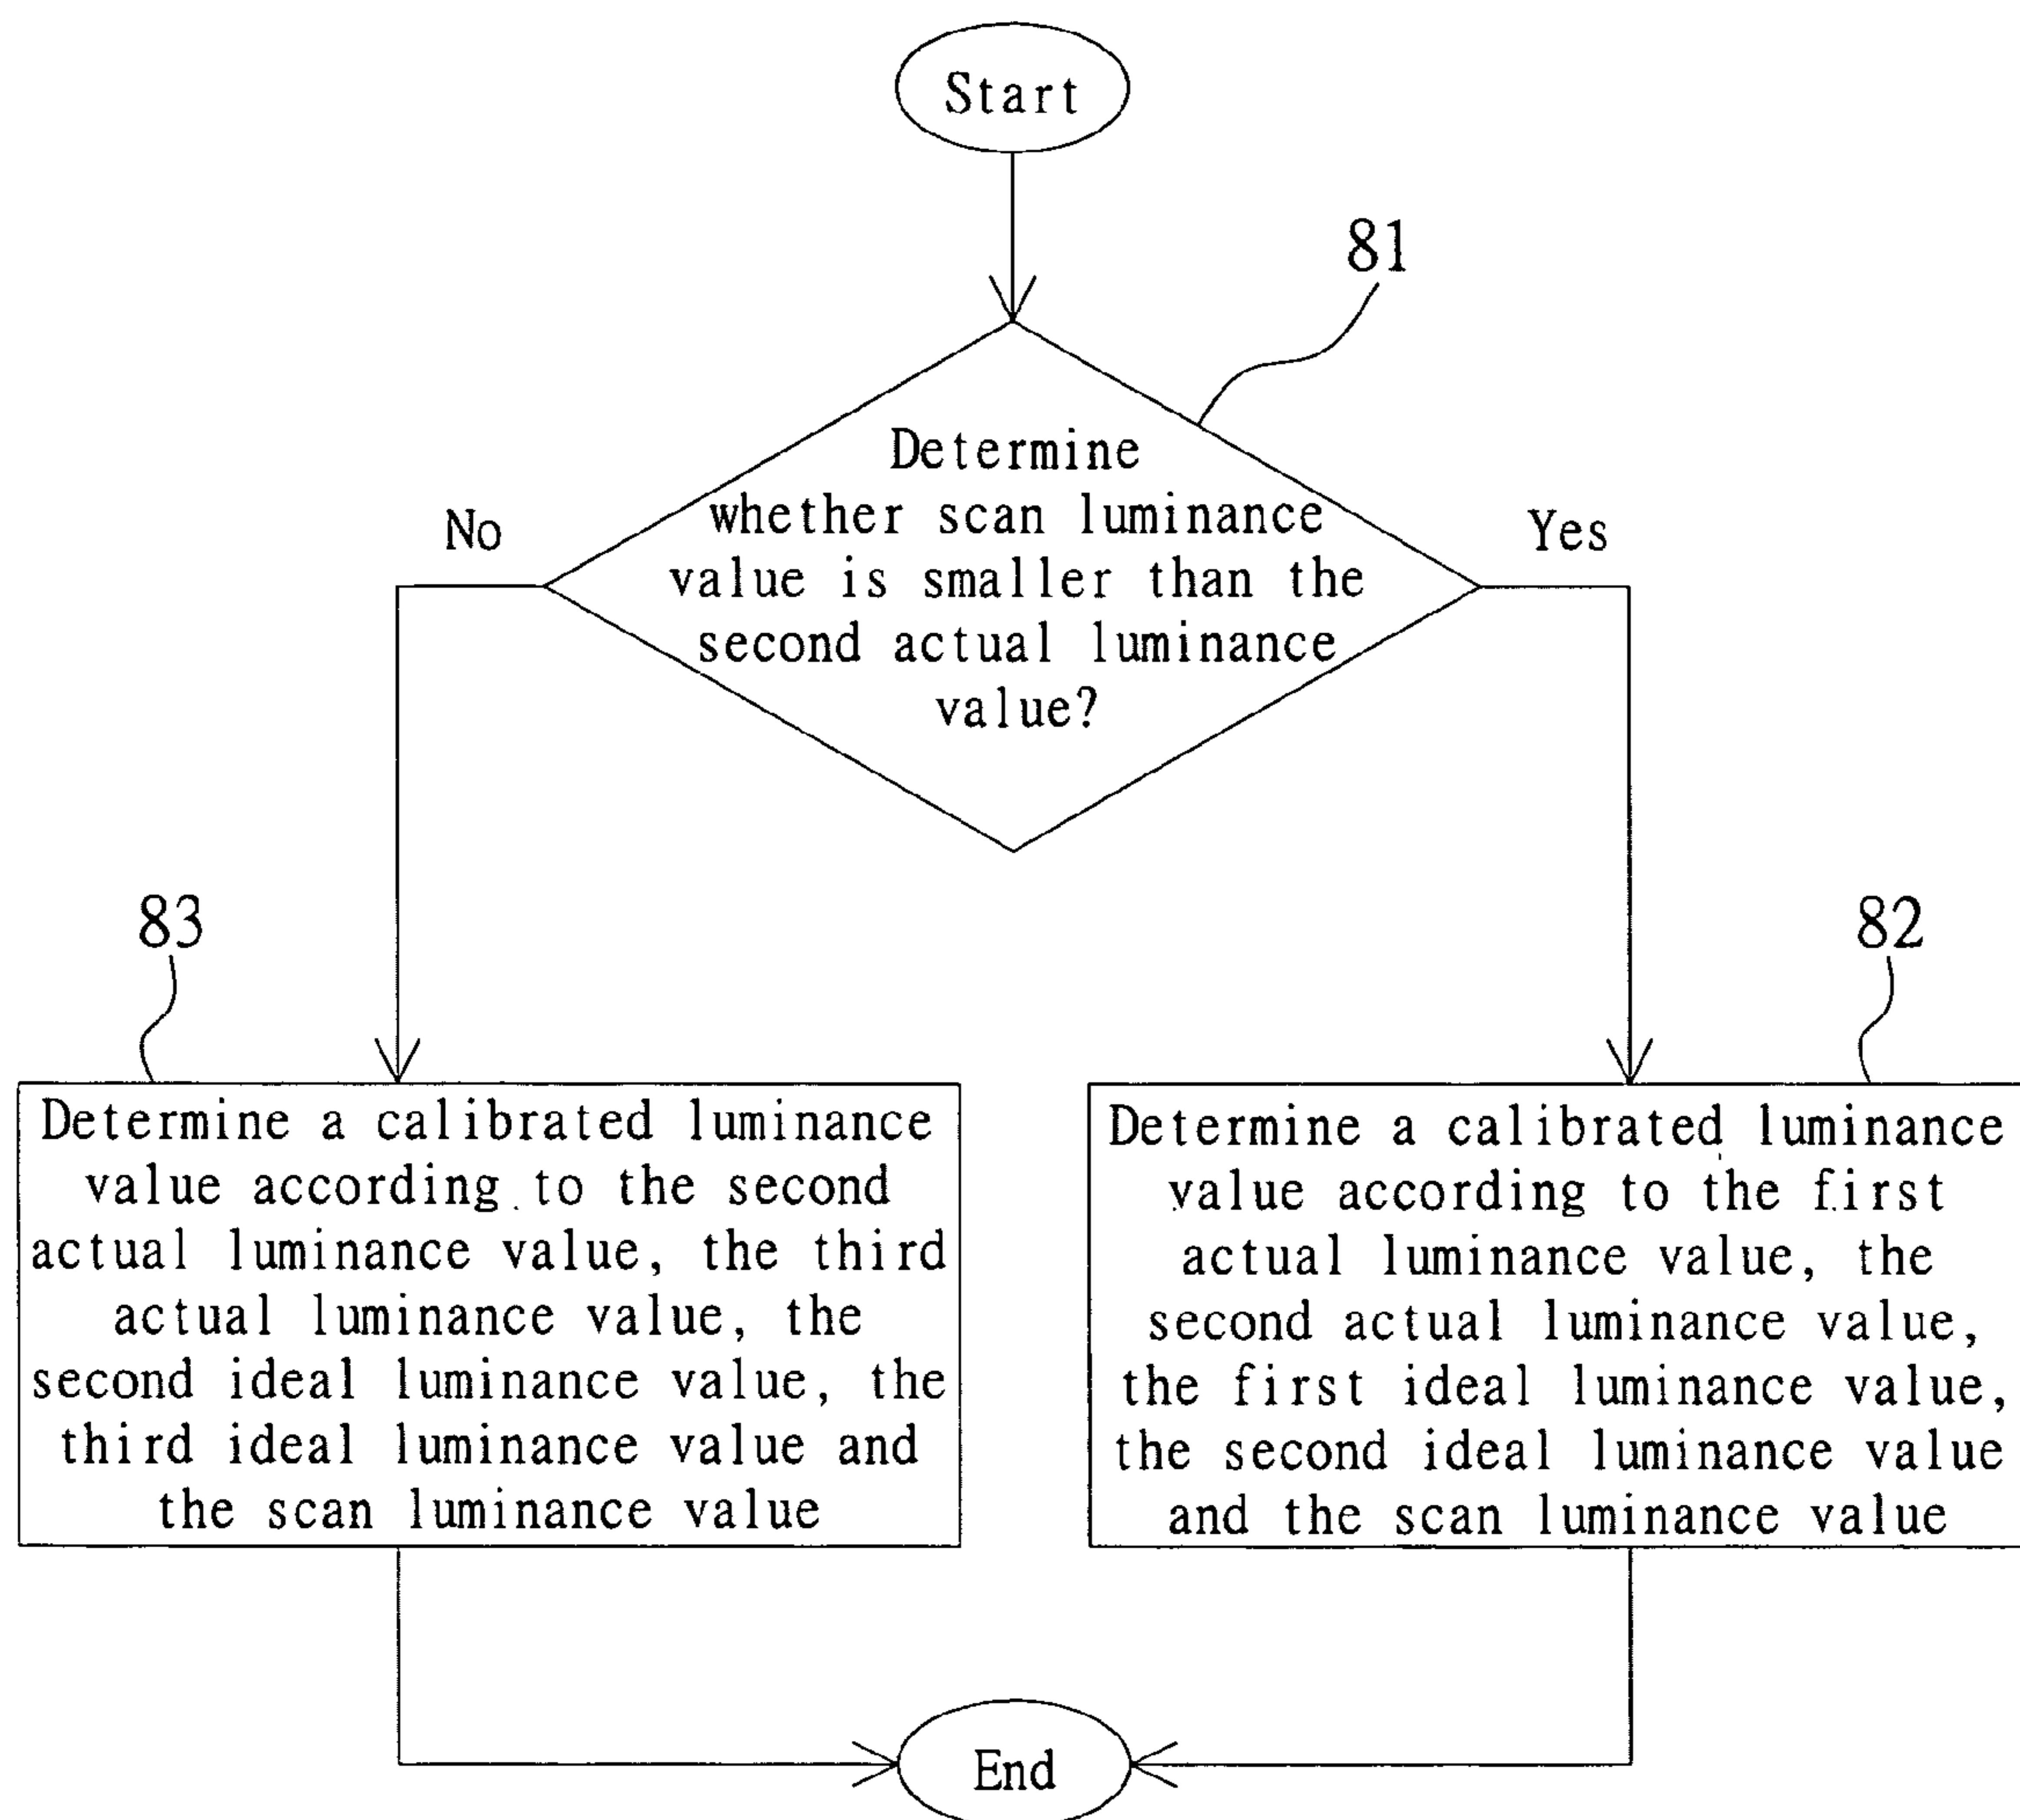 Start
81
Determine
whether scan luminance
value is smaller than the
second actual luminance
value?
No
Yes
83
Determine a calibrated luminance
value according to the second
actual luminance value, the third
actual luminance value, the
second ideal luminance value, the
third ideal luminance value and
the scan luminance value
82
Determine a calibrated luminance
value according to the first
actual luminance value, the
second actual luminance value,
the first ideal luminance value,
the second ideal luminance value
and the scan luminance value
End